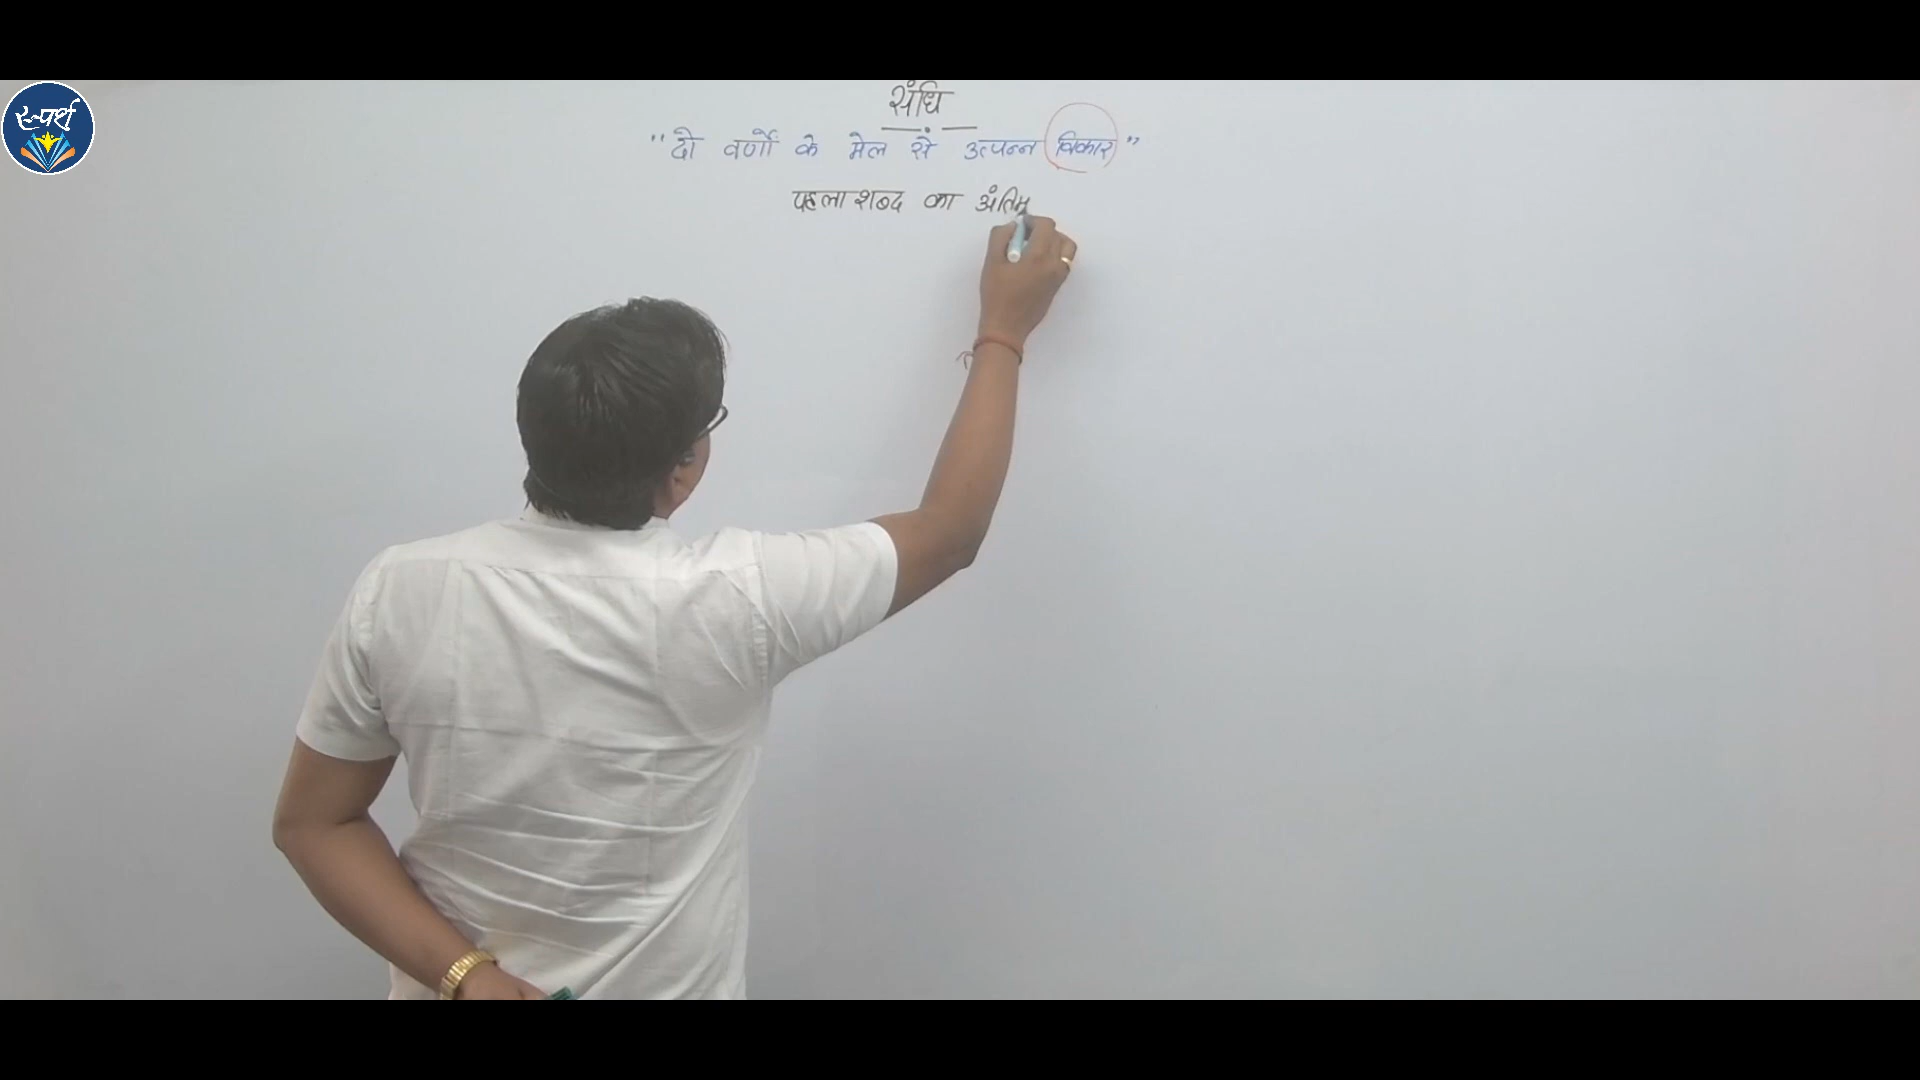 स्पर्श
संधि
"दो वर्णों के मेल से उत्पन्न विकार"
पहला शब्द का अंतिम